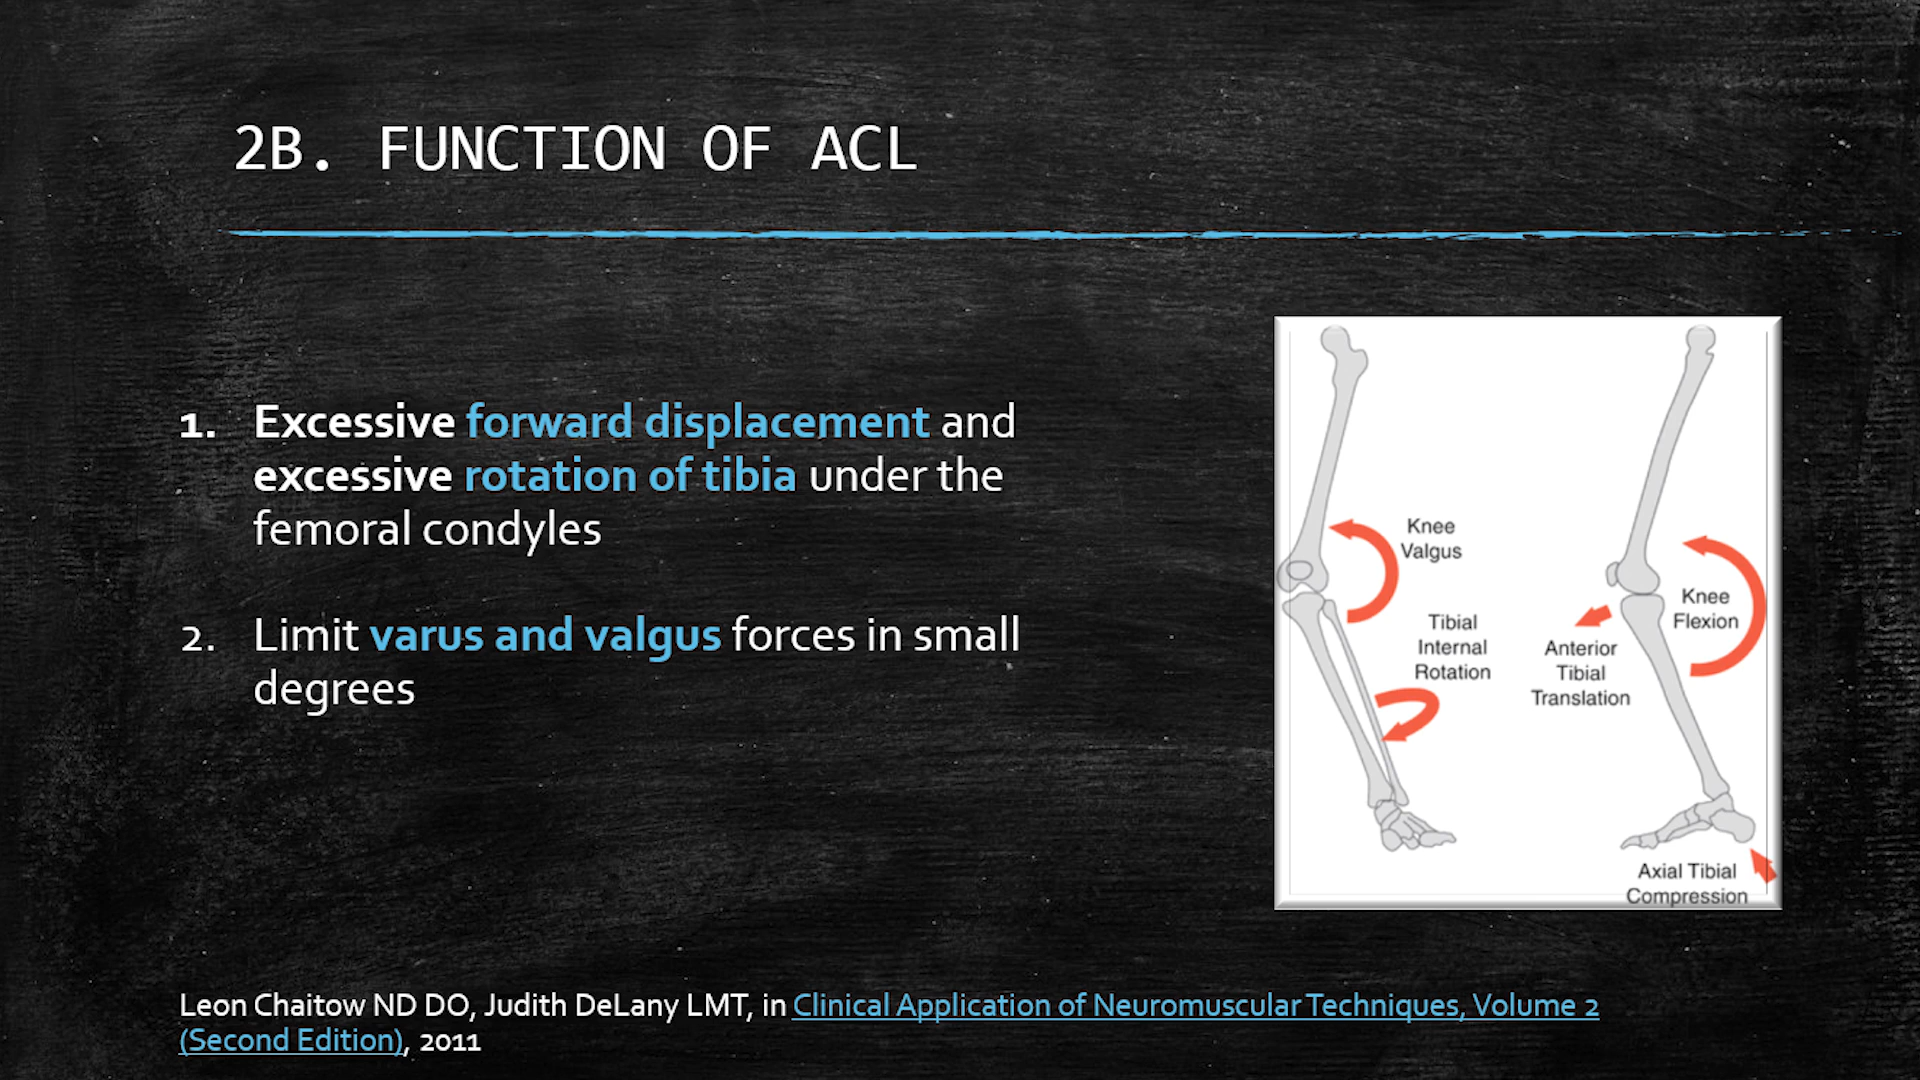 2B. FUNCTION OF ACL
1. Excessive forward displacement and
excessive rotation of tibia under the
femoral condyles
2. Limit varus and valgus forces in small
degrees
Knee
Valgus
Tibial
Internal
Rotation
Knee
Flexion
Anterior
Tibial
Translation
Axial Tibial
Compression
Leon Chaitow ND DO, Judith DeLany LMT, in Clinical Application of Neuromuscular Techniques, Volume 2
(Second Edition), 2011